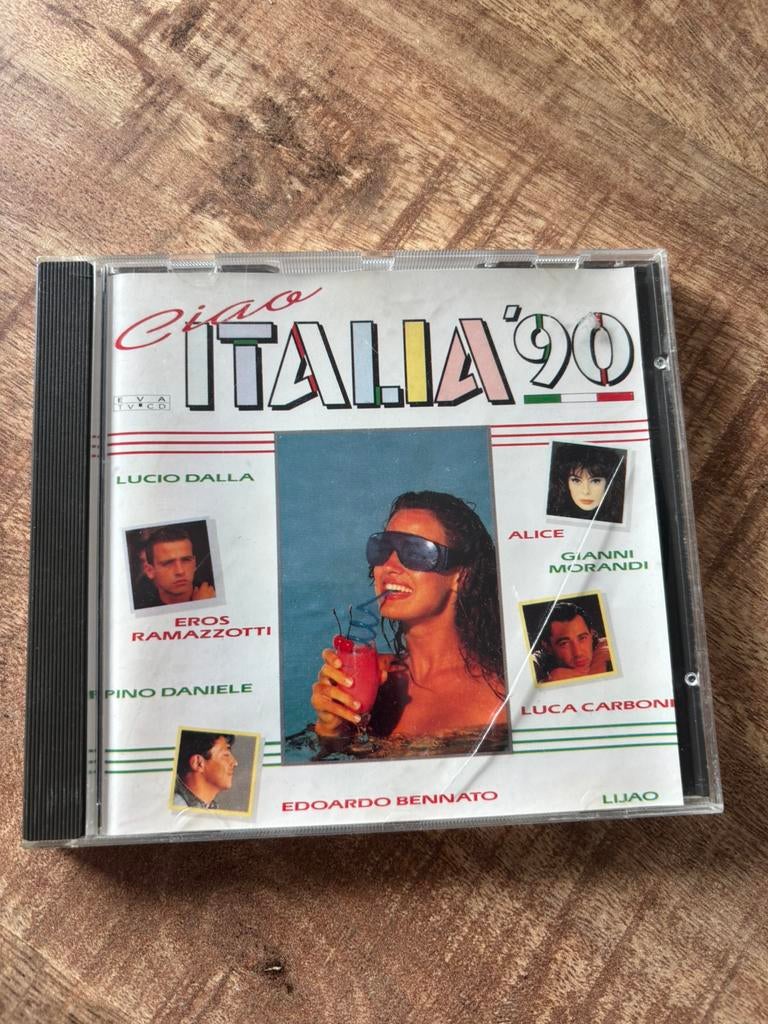 Ciao
ITALIA '90
EVA
TV•CD
LUCIO DALLA
ALICE
GIANNI
MORANDI
EROS
RAMAZZOTTI
PINO DANIELE
LUCA CARBONI
EDOARDO BENNATO
LIJAO